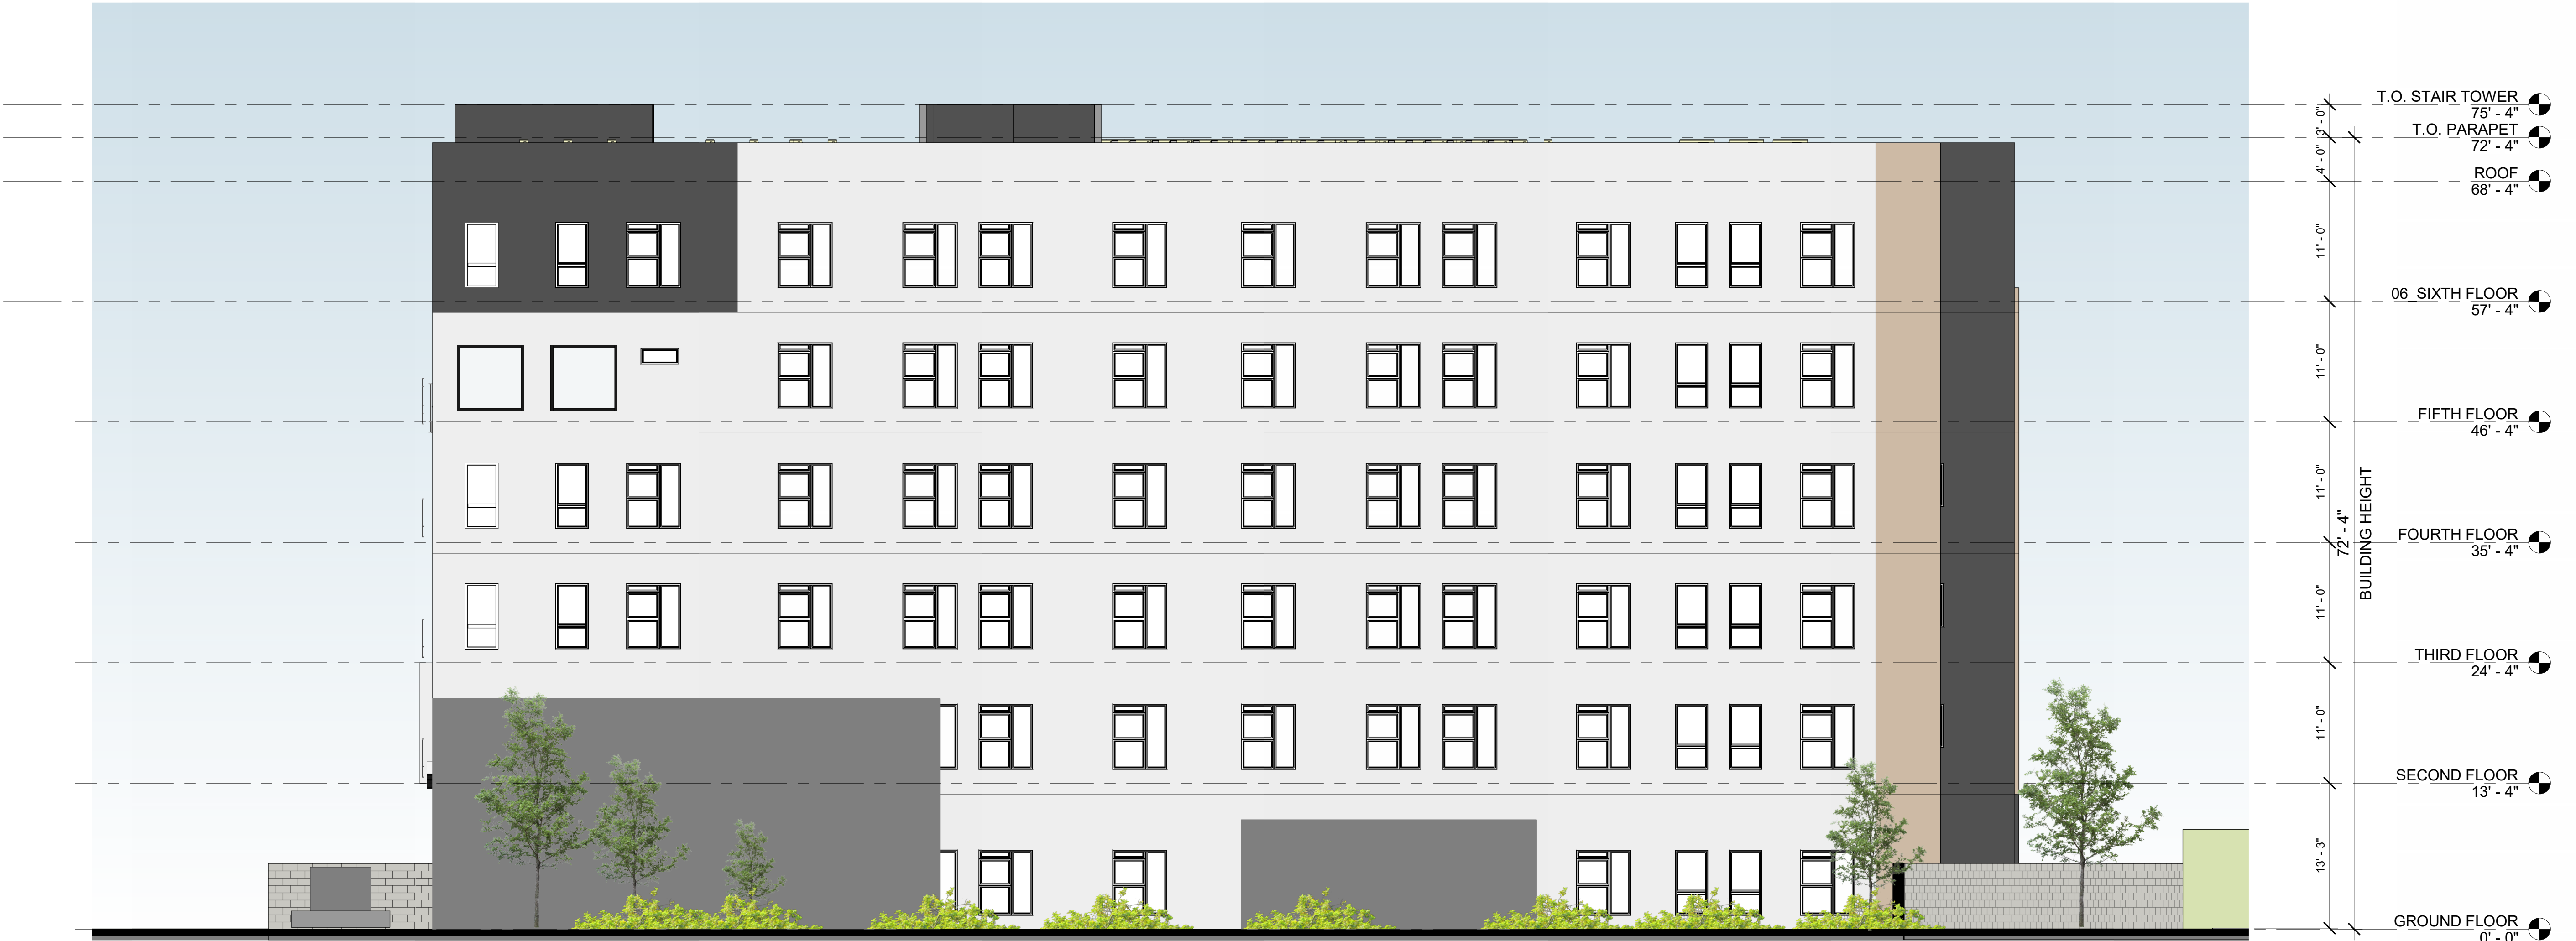 T.O. STAIR TOWER
75' - 4"
3' - 0"
T.O. PARAPET
72' - 4"
4' - 0"
ROOF
68' - 4"
11' - 0"
06_SIXTH FLOOR
57' - 4"
11' - 0"
FIFTH FLOOR
46' - 4"
11' - 0"
72' - 4"
BUILDING HEIGHT
FOURTH FLOOR
35' - 4"
11' - 0"
THIRD FLOOR
24' - 4"
11' - 0"
SECOND FLOOR
13' - 4"
13' - 3"
GROUND FLOOR
0' - 0"